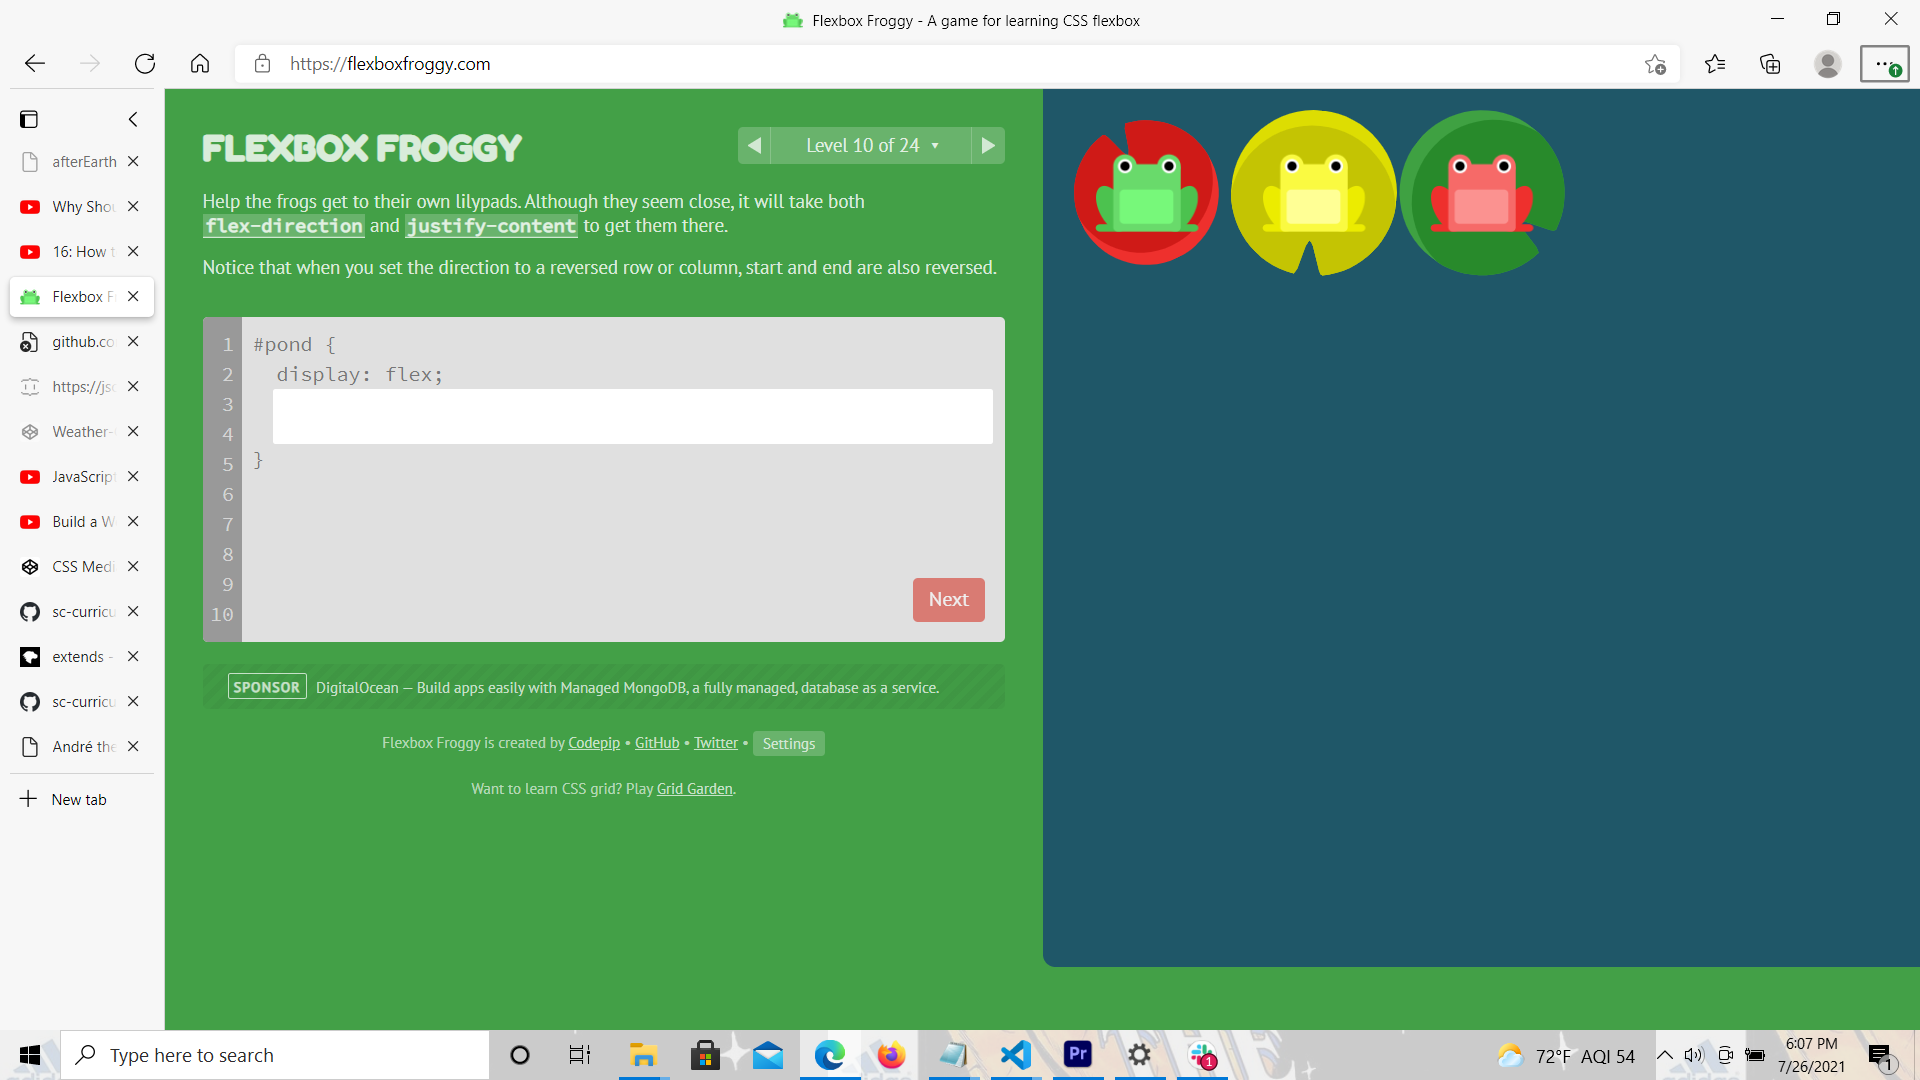 Flexbox Froggy - A game for learning CSS flexbox
https://flexboxfroggy.com
afterEarth
Why Shou
16: How t
Flexbox F
github.co
https://jsc
Weather-
JavaScript
Build a W
CSS Medi
sc-curricu
extends -
sc-curricu
André the
New tab
FLEXBOX FROGGY
Level 10 of 24 ▾
Help the frogs get to their own lilypads. Although they seem close, it will take both
flex-direction and justify-content to get them there.
Notice that when you set the direction to a reversed row or column, start and end are also reversed.
1 #pond {
2 display: flex;
3
4
5 }
6
7
8
9
10
Next
SPONSOR DigitalOcean — Build apps easily with Managed MongoDB, a fully managed, database as a service.
Flexbox Froggy is created by Codepip • GitHub • Twitter • Settings
Want to learn CSS grid? Play Grid Garden.
Type here to search
Pr
1
72°F AQI 54
6:07 PM
7/26/2021
1